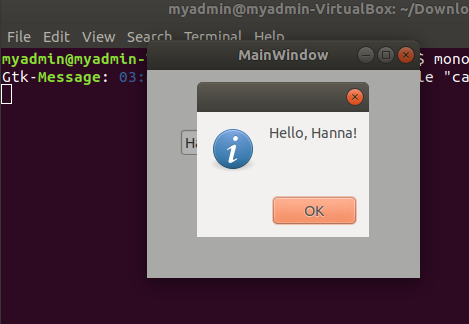 myadmin@myadmin-VirtualBox: ~/Downlo
File Edit View Search Terminal Help
MainWindow
myadmin@myadmin- $ mono
Gtk-Message: 03: le "ca
Ha
Hello, Hanna!
OK